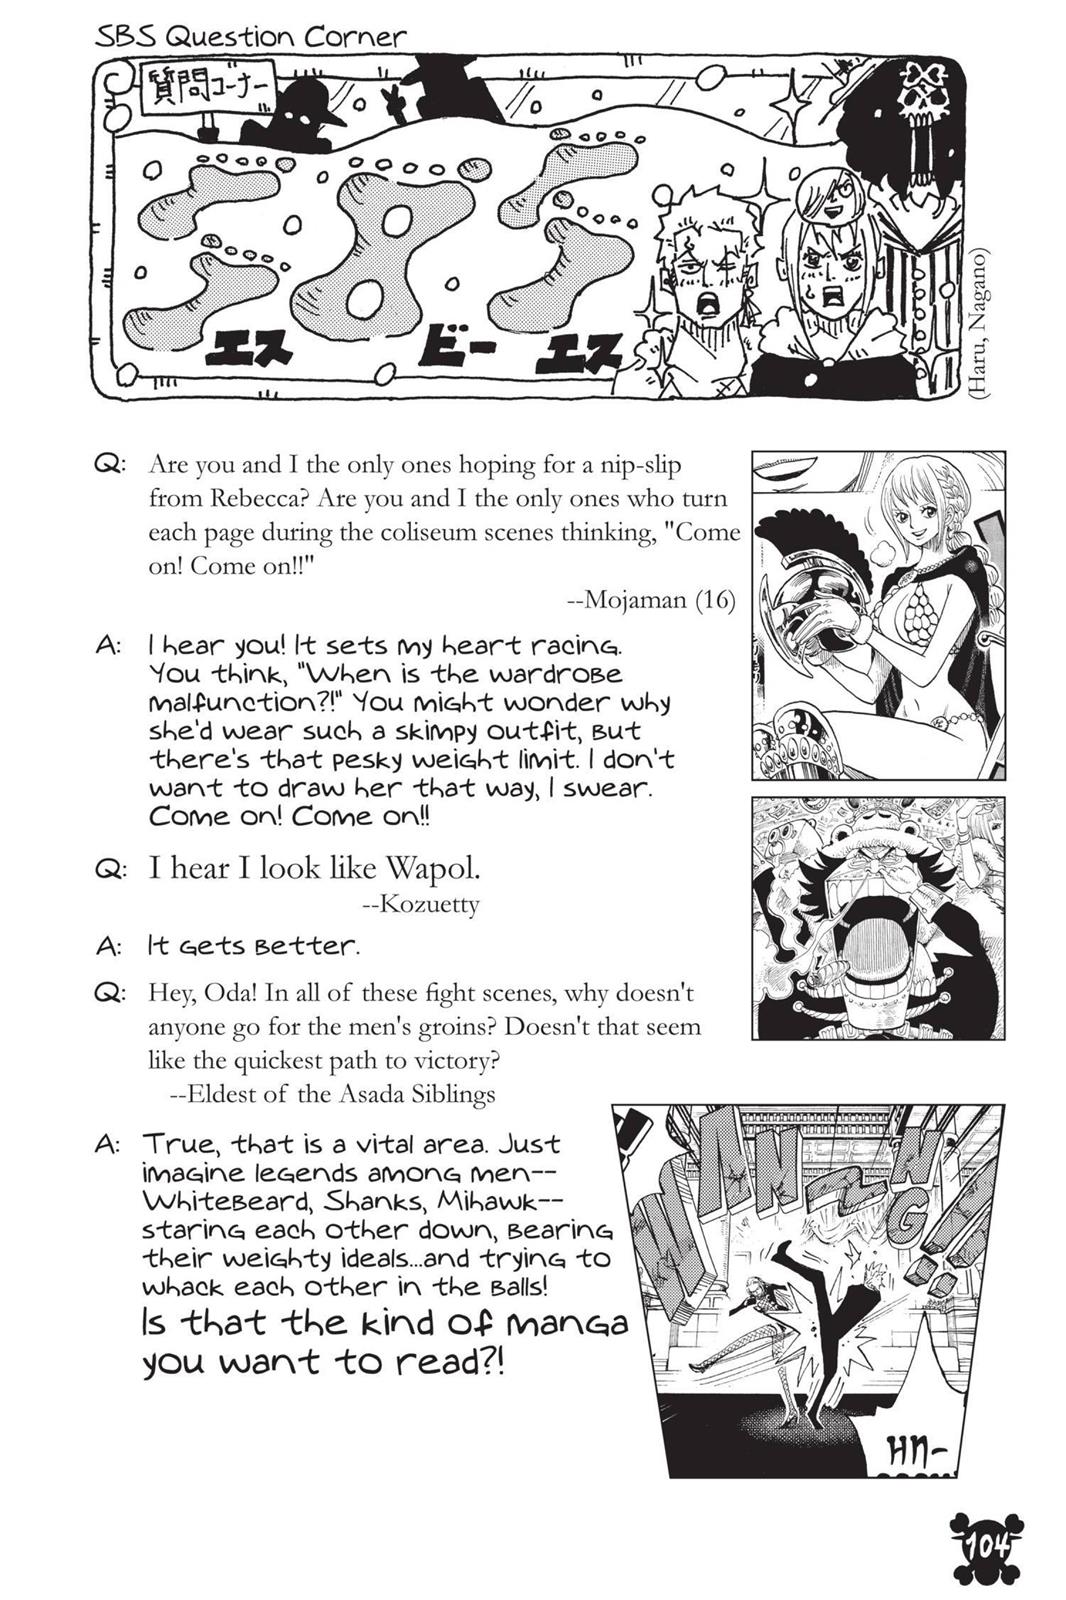 SBS Question Corner
質問コーナー
エス ビー エス
(Haru, Nagano)
Q: Are you and I the only ones hoping for a nip-slip
from Rebecca? Are you and I the only ones who turn
each page during the coliseum scenes thinking, "Come
on! Come on!!"
--Mojaman (16)
A: I hear you! It sets my heart racing.
You think, "When is the wardrobe
malfunction?!" You might wonder why
she'd wear such a skimpy outfit, but
there's that pesky weight limit. I don't
want to draw her that way, I swear.
Come on! Come on!!
Q: I hear I look like Wapol.
--Kozuetty
A: It gets better.
Q: Hey, Oda! In all of these fight scenes, why doesn't
anyone go for the men's groins? Doesn't that seem
like the quickest path to victory?
--Eldest of the Asada Siblings
A: True, that is a vital area. Just
imagine legends among men--
Whitebeard, Shanks, Mihawk--
staring each other down, bearing
their weighty ideals...and trying to
whack each other in the balls!
Is that the kind of manga
you want to read?!
HN-
104